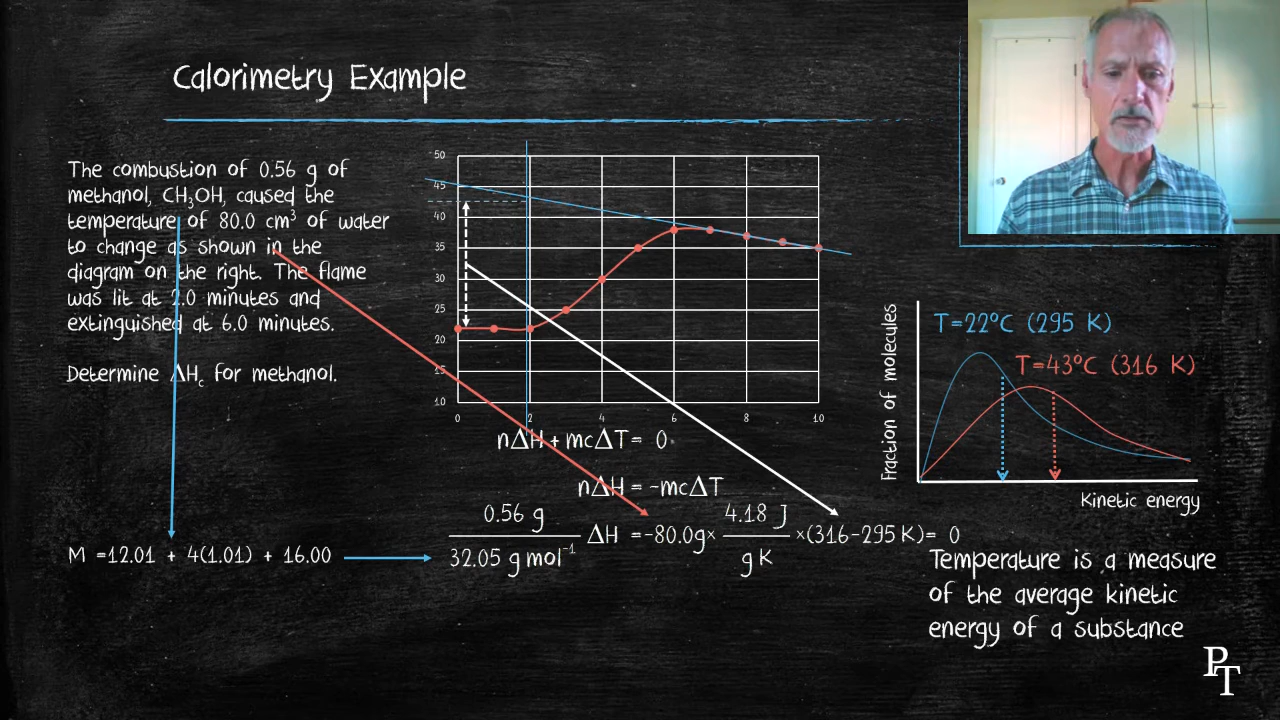 Calorimetry Example
The combustion of 0.56 g of
methanol, CH₃OH, caused the
temperature of 80.0 cm³ of water
to change as shown in the
diagram on the right. The flame
was lit at 2.0 minutes and
extinguished at 6.0 minutes.
Determine ΔH꜀ for methanol.
50
45
40
35
30
25
20
15
10
0 2 4 6 8 10
nΔH + mcΔT = 0
nΔH = -mcΔT
M =12.01 + 4(1.01) + 16.00
0.56 g
32.05 g mol⁻¹
ΔH =-80.0g×
4.18 J
g K
×(316-295 K)= 0
Fraction of molecules
T=22°C (295 K)
T=43°C (316 K)
Kinetic energy
Temperature is a measure
of the average kinetic
energy of a substance
PT